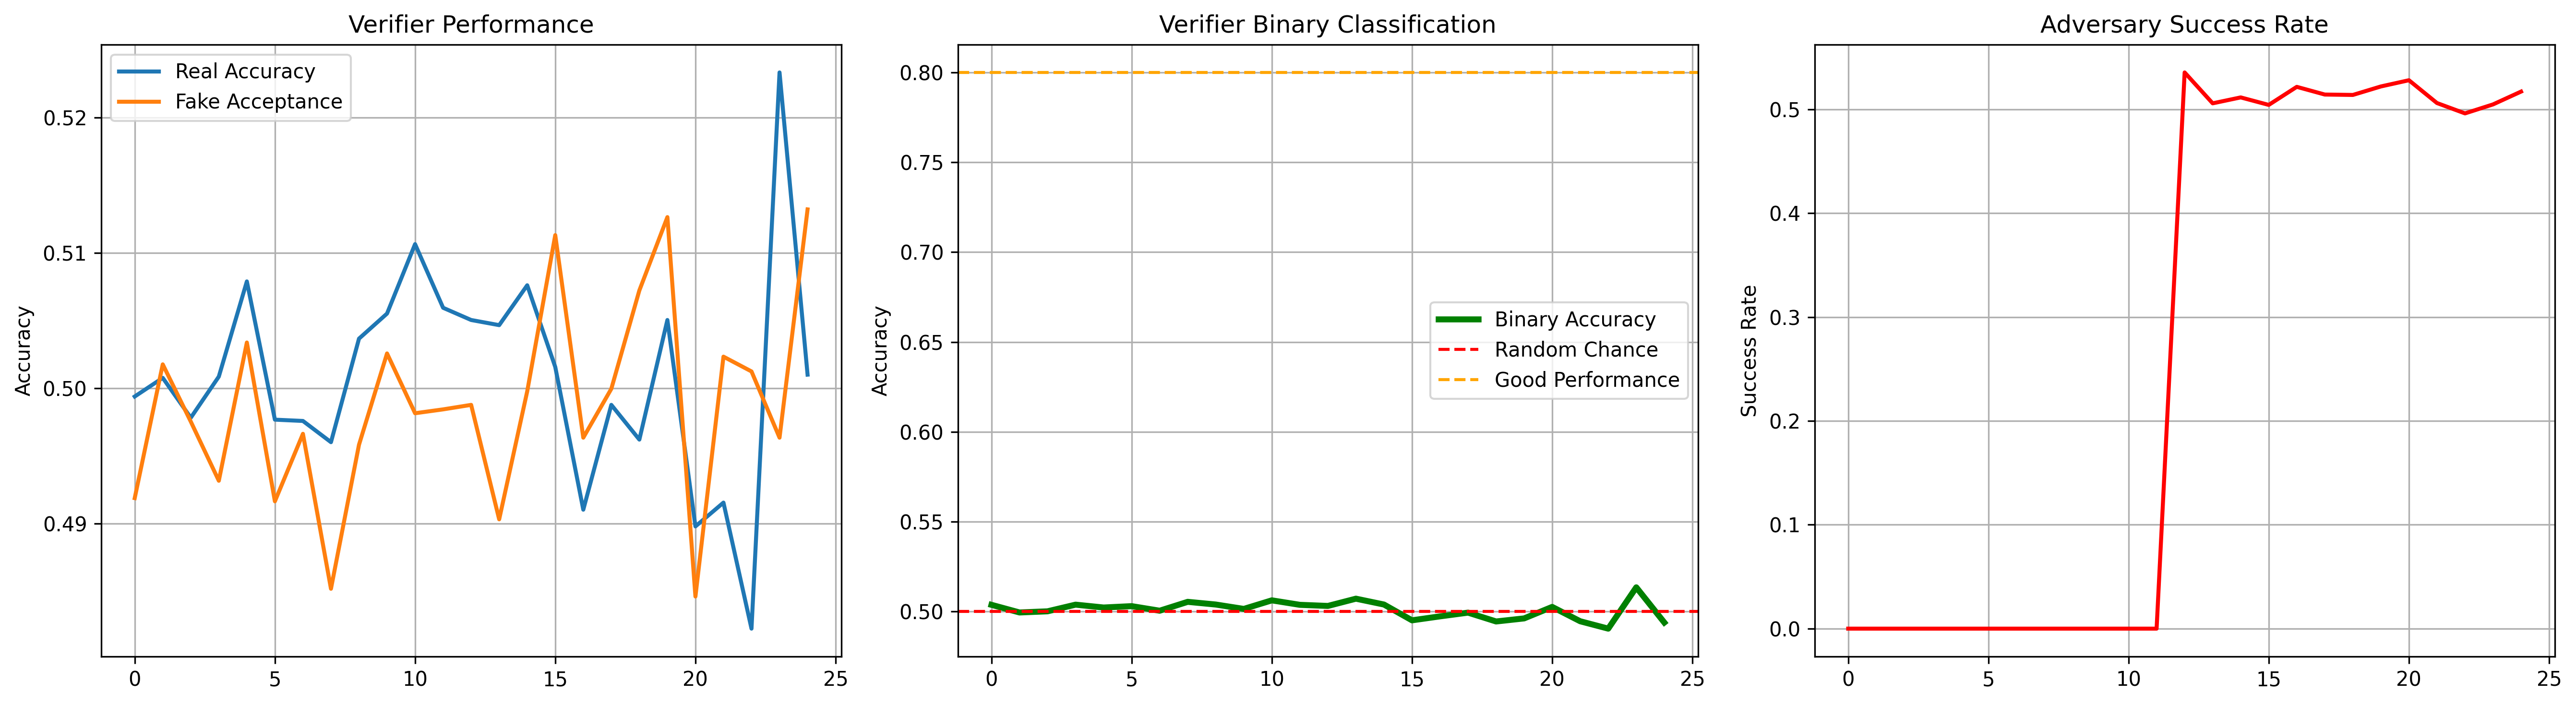 Verifier Performance
Real Accuracy
Fake Acceptance
Accuracy
0.52
0.51
0.50
0.49
0 5 10 15 20 25
Verifier Binary Classification
Accuracy
0.80
0.75
0.70
0.65
0.60
0.55
0.50
Binary Accuracy
Random Chance
Good Performance
0 5 10 15 20 25
Adversary Success Rate
Success Rate
0.5
0.4
0.3
0.2
0.1
0.0
0 5 10 15 20 25